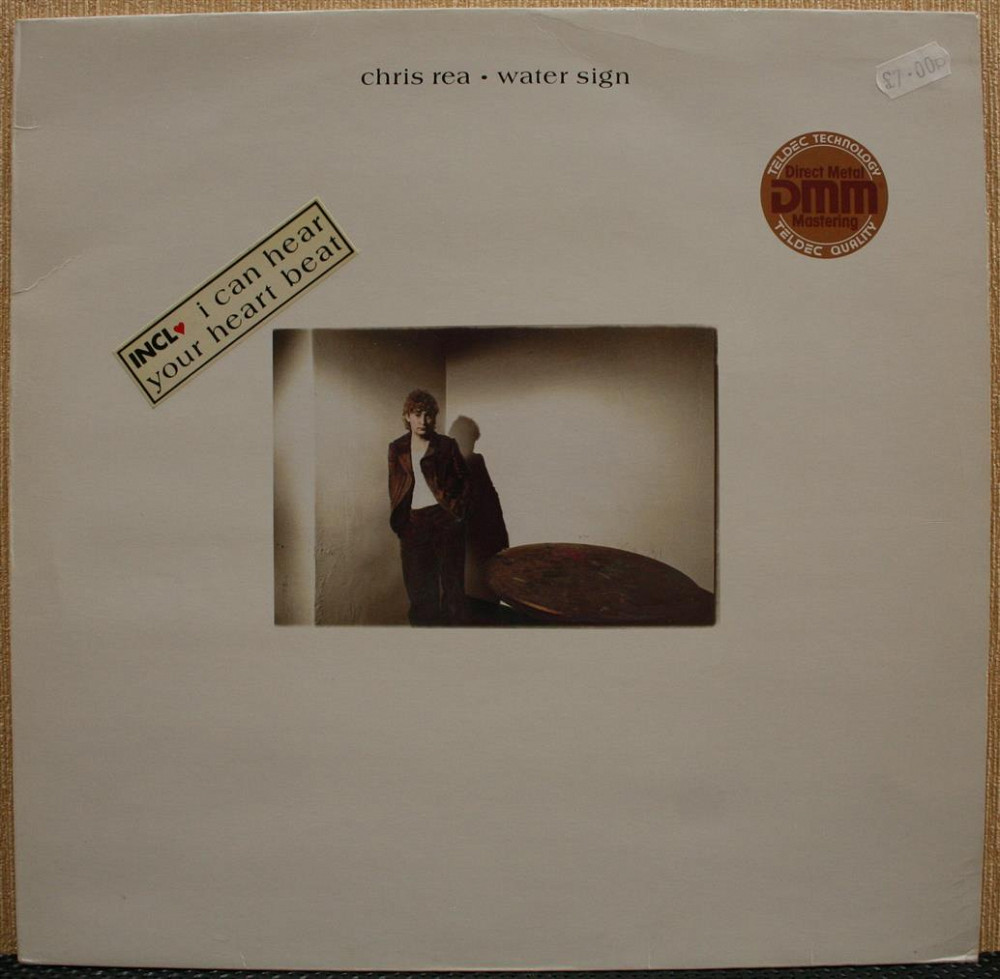 chris rea • water sign
£7.00
TELDEC TECHNOLOGY
Direct Metal
DMM
Mastering
TELDEC QUALITY
INCL♥ i can hear
your heart beat